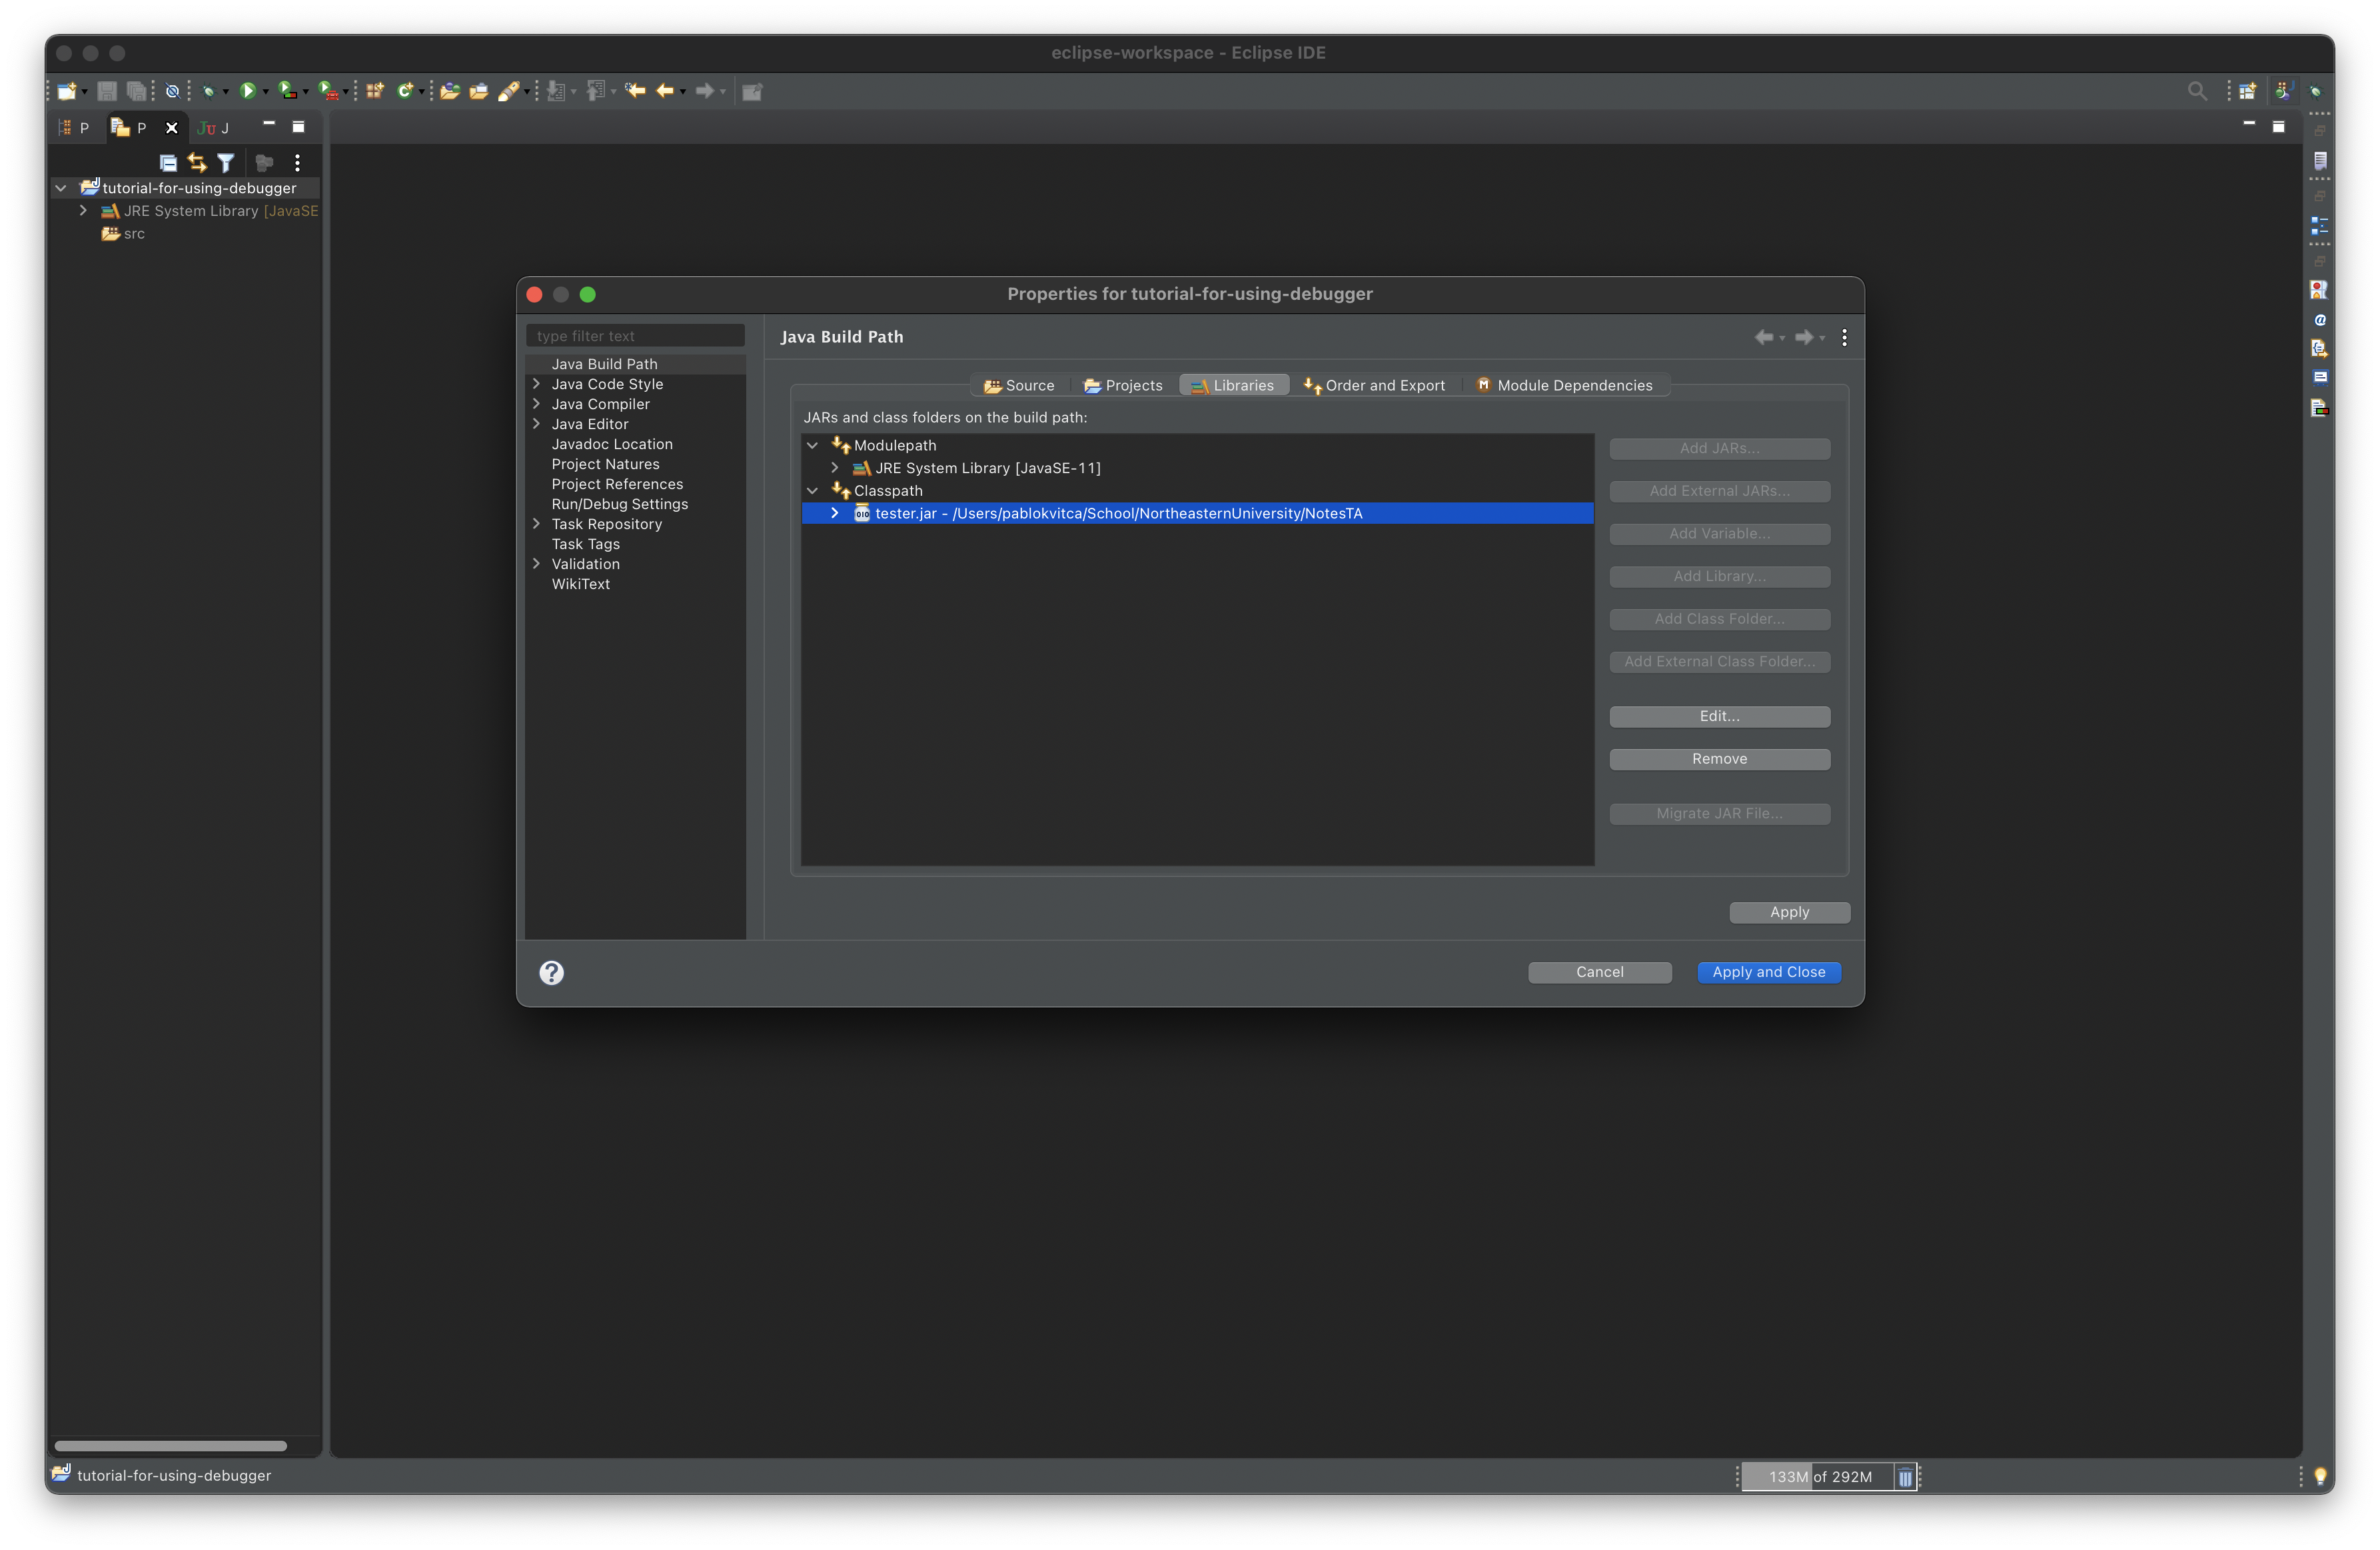 eclipse-workspace - Eclipse IDE
P
P
JU J
tutorial-for-using-debugger
JRE System Library [JavaSE
src
Properties for tutorial-for-using-debugger
type filter text
Java Build Path
Java Code Style
Java Compiler
Java Editor
Javadoc Location
Project Natures
Project References
Run/Debug Settings
Task Repository
Task Tags
Validation
WikiText
Java Build Path
Source
Projects
Libraries
Order and Export
M Module Dependencies
JARs and class folders on the build path:
Modulepath
JRE System Library [JavaSE-11]
Classpath
010 tester.jar - /Users/pablokvitca/School/NortheasternUniversity/NotesTA
Add JARs...
Add External JARs...
Add Variable...
Add Library...
Add Class Folder...
Add External Class Folder...
Edit...
Remove
Migrate JAR File...
Apply
?
Cancel
Apply and Close
@
tutorial-for-using-debugger
133M of 292M